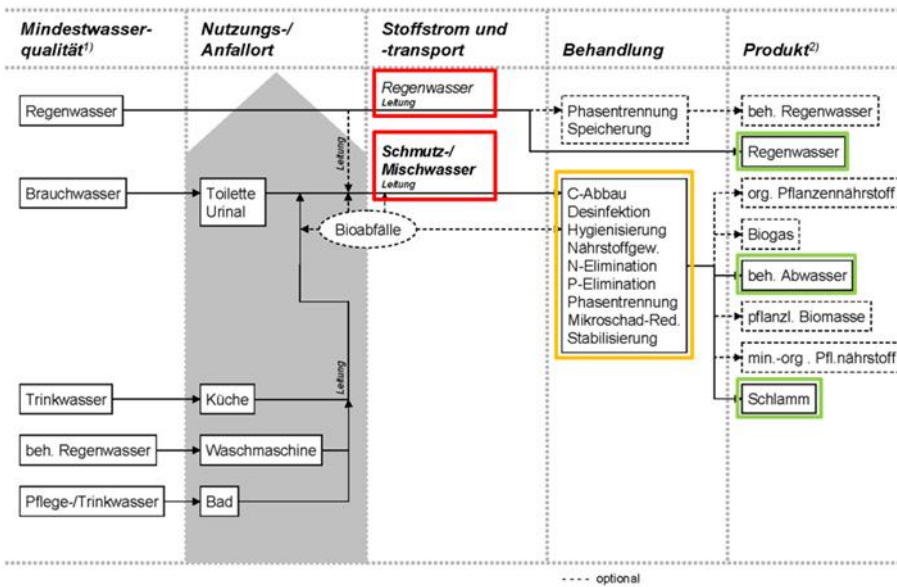 Mindestwasser-
qualität1)
Nutzungs-/
Anfallort
Stoffstrom und
-transport
Behandlung
Produkt2)
Regenwasser
Regenwasser
Leitung
Phasentrennung
Speicherung
beh. Regenwasser
Leitung
Regenwasser
Schmutz-/
Mischwasser
Leitung
Brauchwasser
Toilette
Urinal
Bioabfälle
C-Abbau
Desinfektion
Hygienisierung
Nährstoffgew.
N-Elimination
P-Elimination
Phasentrennung
Mikroschad-Red.
Stabilisierung
org. Pflanzennährstoff
Biogas
beh. Abwasser
pflanzl. Biomasse
min.-org . Pfl.nährstoff
Schlamm
Leitung
Trinkwasser
Küche
beh. Regenwasser
Waschmaschine
Pflege-/Trinkwasser
Bad
---- optional